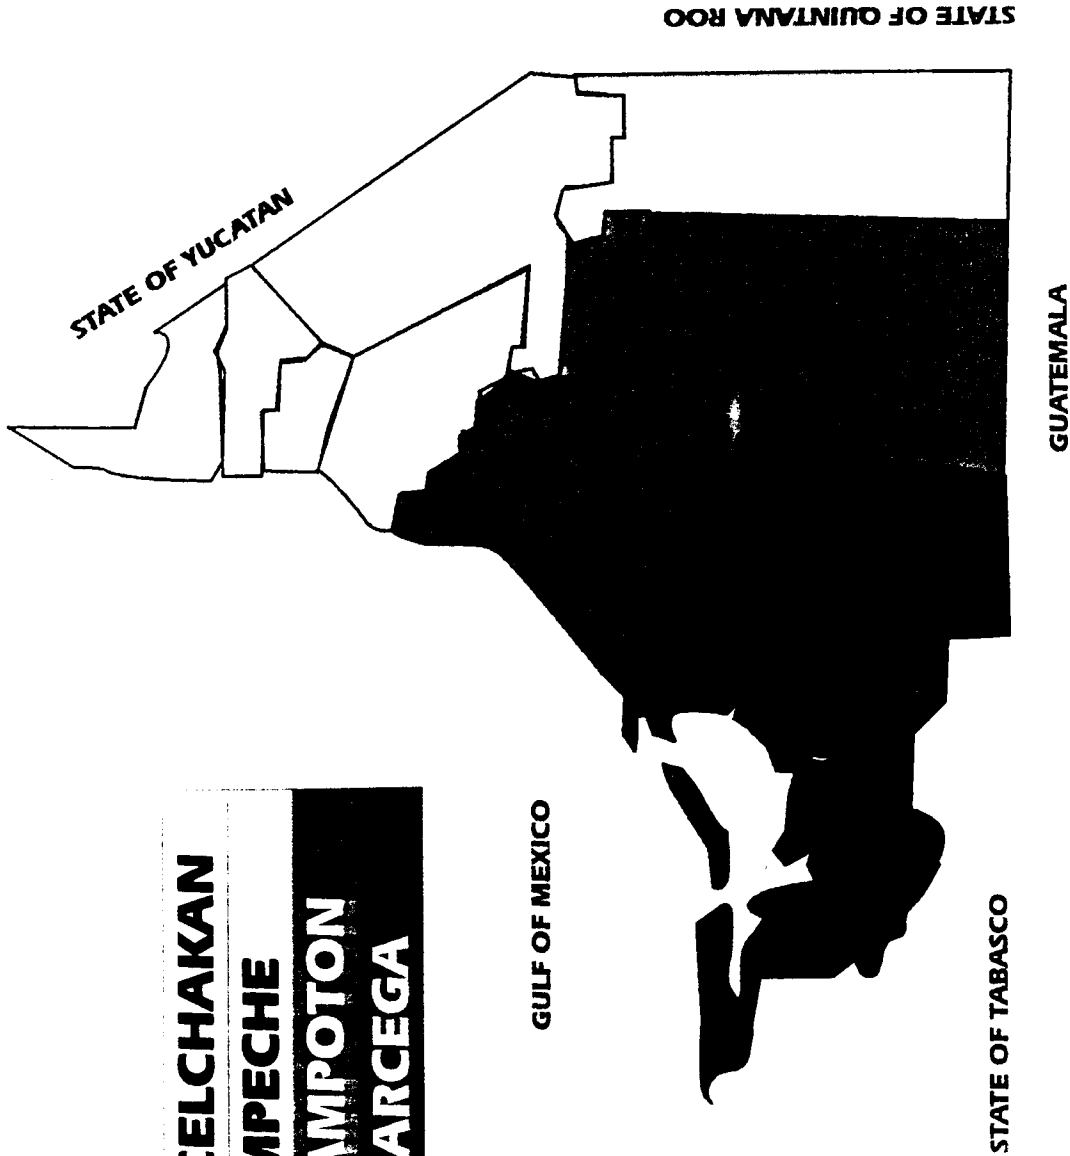 STATE OF QUINTANA ROO
STATE OF YUCATAN
GUATEMALA
GULF OF MEXICO
STATE OF TABASCO
ELCHAKAN
MPECHE
AMPOTON
ARCEGA